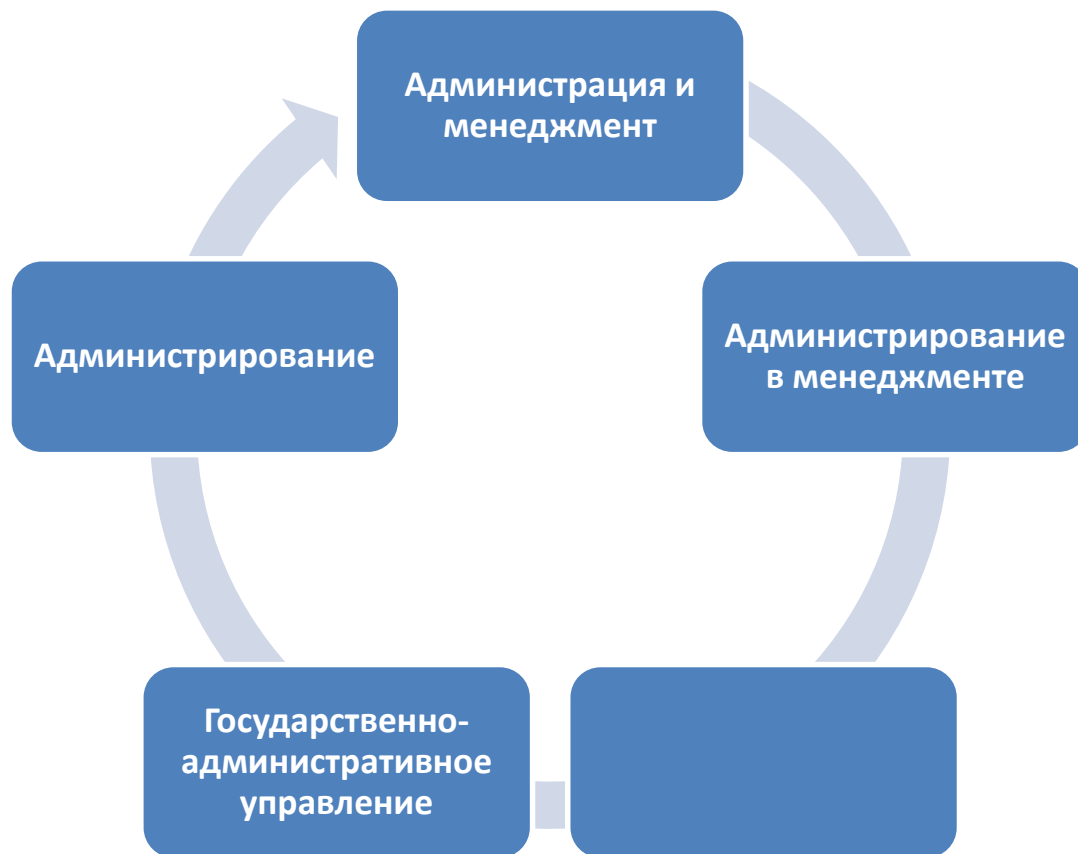 Администрация и
менеджмент
Администрирование
в менеджменте
Государственно-
административное
управление
Администрирование